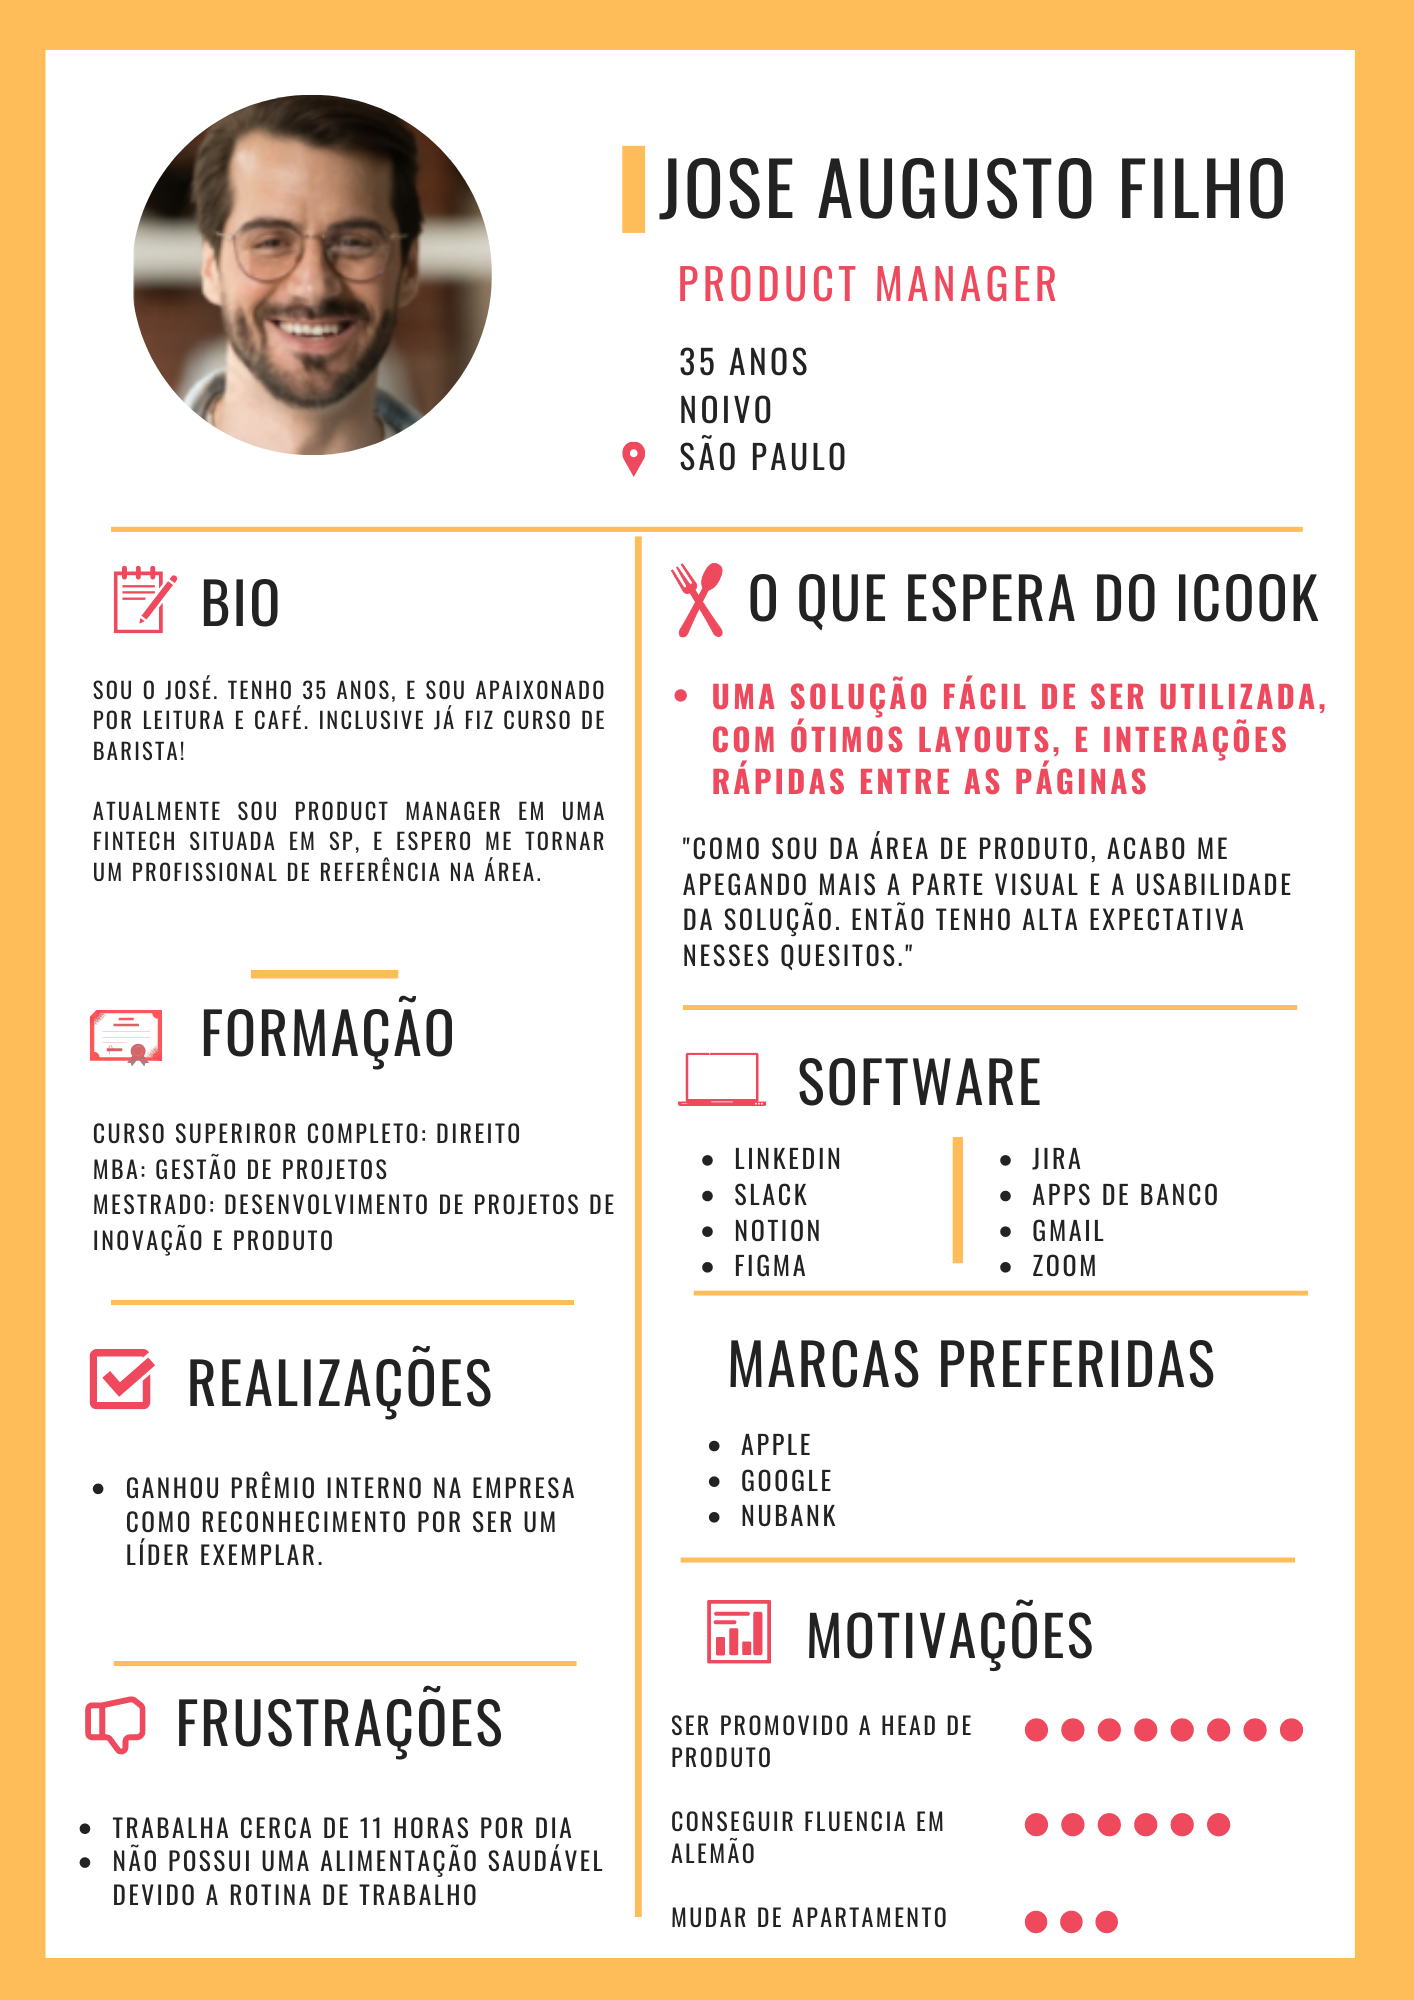 JOSE AUGUSTO FILHO
PRODUCT MANAGER
35 ANOS
NOIVO
SÃO PAULO
BIO
SOU O JOSÉ. TENHO 35 ANOS, E SOU APAIXONADO
POR LEITURA E CAFÉ. INCLUSIVE JÁ FIZ CURSO DE
BARISTA!
ATUALMENTE SOU PRODUCT MANAGER EM UMA
FINTECH SITUADA EM SP, E ESPERO ME TORNAR
UM PROFISSIONAL DE REFERÊNCIA NA ÁREA.
FORMAÇÃO
CURSO SUPERIROR COMPLETO: DIREITO
MBA: GESTÃO DE PROJETOS
MESTRADO: DESENVOLVIMENTO DE PROJETOS DE
INOVAÇÃO E PRODUTO
REALIZAÇÕES
• GANHOU PRÊMIO INTERNO NA EMPRESA
COMO RECONHECIMENTO POR SER UM
LÍDER EXEMPLAR.
FRUSTRAÇÕES
• TRABALHA CERCA DE 11 HORAS POR DIA
• NÃO POSSUI UMA ALIMENTAÇÃO SAUDÁVEL
DEVIDO A ROTINA DE TRABALHO
O QUE ESPERA DO ICOOK
• UMA SOLUÇÃO FÁCIL DE SER UTILIZADA,
COM ÓTIMOS LAYOUTS, E INTERAÇÕES
RÁPIDAS ENTRE AS PÁGINAS
"COMO SOU DA ÁREA DE PRODUTO, ACABO ME
APEGANDO MAIS A PARTE VISUAL E A USABILIDADE
DA SOLUÇÃO. ENTÃO TENHO ALTA EXPECTATIVA
NESSES QUESITOS."
SOFTWARE
• LINKEDIN
• SLACK
• NOTION
• FIGMA
• JIRA
• APPS DE BANCO
• GMAIL
• ZOOM
MARCAS PREFERIDAS
• APPLE
• GOOGLE
• NUBANK
MOTIVAÇÕES
SER PROMOVIDO A HEAD DE
PRODUTO
CONSEGUIR FLUENCIA EM
ALEMÃO
MUDAR DE APARTAMENTO